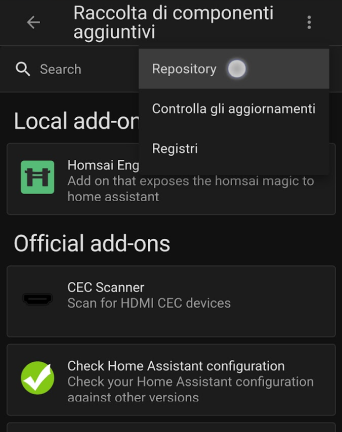 Raccolta di componenti
aggiuntivi
Search
Repository
Controlla gli aggiornamenti
Registri
Local add-on
Homsai Eng
Add on that exposes the homsai magic to
home assistant
Official add-ons
CEC Scanner
Scan for HDMI CEC devices
Check Home Assistant configuration
Check your Home Assistant configuration
against other versions